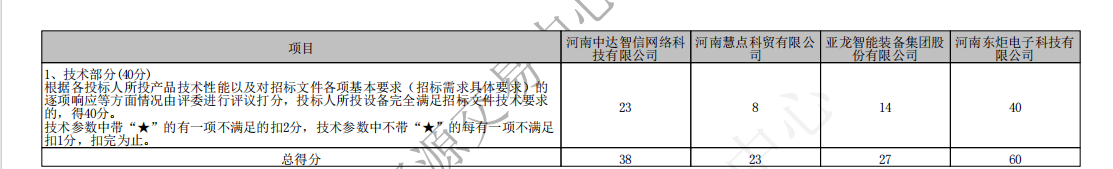 项目
河南中达智信网络科
技有限公司
河南慧点科贸有限公
司
亚龙智能装备集团股
份有限公司
河南东炬电子科技有
限公司
1、技术部分(40分)
根据各投标人所投产品技术性能以及对招标文件各项基本要求（招标需求具体要求）的
逐项响应等方面情况由评委进行评议打分，投标人所投设备完全满足招标文件技术要求
的，得40分。
技术参数中带“★”的有一项不满足的扣2分，技术参数中不带“★”的每有一项不满足
扣1分，扣完为止。
23
8
14
40
总得分
38
23
27
60
源交易中心
中心